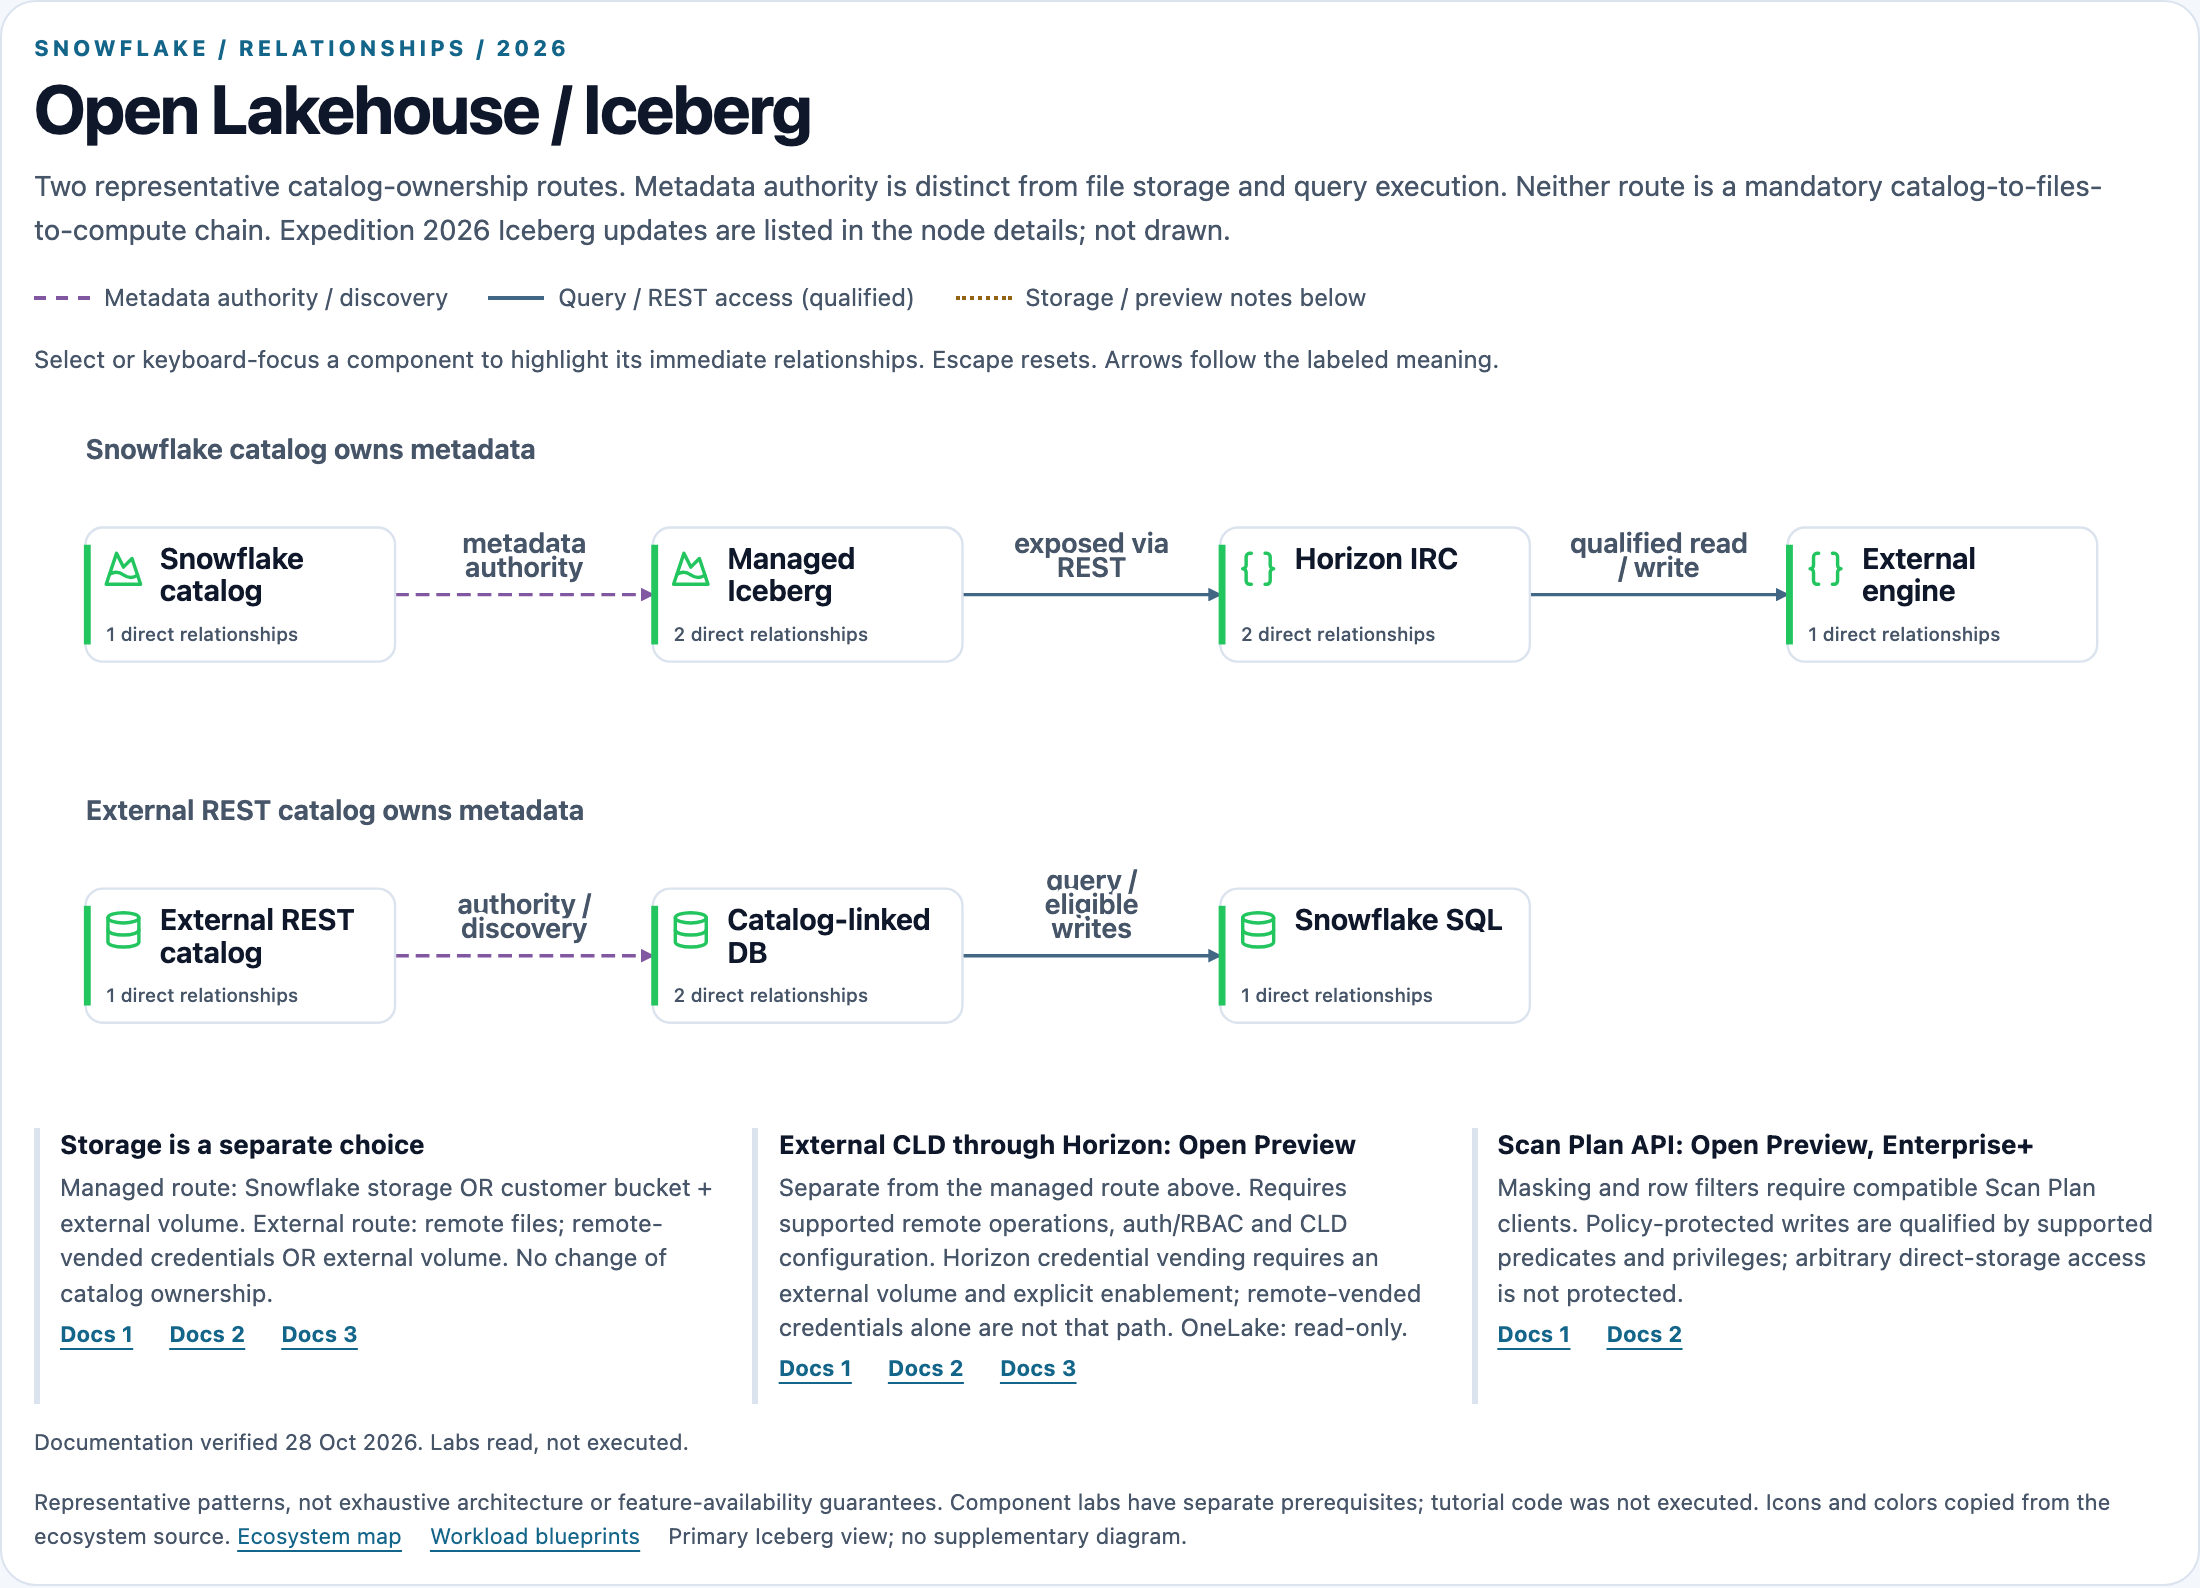 SNOWFLAKE / RELATIONSHIPS / 2026
Open Lakehouse / Iceberg
Two representative catalog-ownership routes. Metadata authority is distinct from file storage and query execution. Neither route is a mandatory catalog-to-files-
to-compute chain. Expedition 2026 Iceberg updates are listed in the node details; not drawn.
Metadata authority / discovery
Query / REST access (qualified)
Storage / preview notes below
Select or keyboard-focus a component to highlight its immediate relationships. Escape resets. Arrows follow the labeled meaning.
Snowflake catalog owns metadata
Snowflake
catalog
1 direct relationships
metadata
authority
Managed
Iceberg
2 direct relationships
exposed via
REST
Horizon IRC
2 direct relationships
qualified read
/ write
External
engine
1 direct relationships
External REST catalog owns metadata
External REST
catalog
1 direct relationships
authority /
discovery
Catalog-linked
DB
2 direct relationships
query /
eligible
writes
Snowflake SQL
1 direct relationships
Storage is a separate choice
Managed route: Snowflake storage OR customer bucket +
external volume. External route: remote files; remote-
vended credentials OR external volume. No change of
catalog ownership.
Docs 1 Docs 2 Docs 3
External CLD through Horizon: Open Preview
Separate from the managed route above. Requires
supported remote operations, auth/RBAC and CLD
configuration. Horizon credential vending requires an
external volume and explicit enablement; remote-vended
credentials alone are not that path. OneLake: read-only.
Docs 1 Docs 2 Docs 3
Scan Plan API: Open Preview, Enterprise+
Masking and row filters require compatible Scan Plan
clients. Policy-protected writes are qualified by supported
predicates and privileges; arbitrary direct-storage access
is not protected.
Docs 1 Docs 2
Documentation verified 28 Oct 2026. Labs read, not executed.
Representative patterns, not exhaustive architecture or feature-availability guarantees. Component labs have separate prerequisites; tutorial code was not executed. Icons and colors copied from the
ecosystem source. Ecosystem map Workload blueprints Primary Iceberg view; no supplementary diagram.